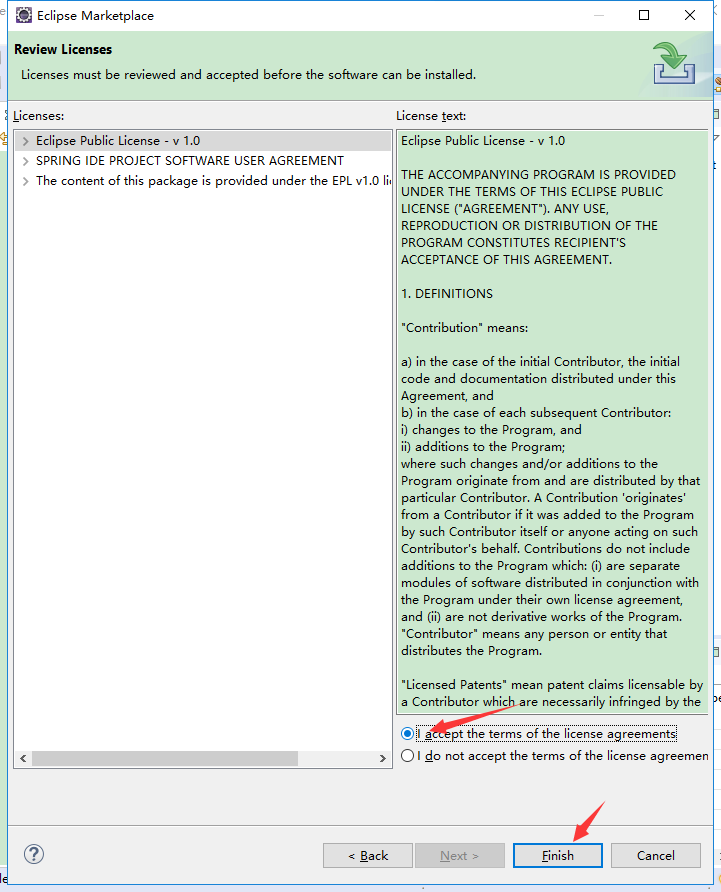 Eclipse Marketplace
Review Licenses
Licenses must be reviewed and accepted before the software can be installed.
Licenses:
Eclipse Public License - v 1.0
SPRING IDE PROJECT SOFTWARE USER AGREEMENT
The content of this package is provided under the EPL v1.0 li
License text:
Eclipse Public License - v 1.0
THE ACCOMPANYING PROGRAM IS PROVIDED
UNDER THE TERMS OF THIS ECLIPSE PUBLIC
LICENSE ("AGREEMENT"). ANY USE,
REPRODUCTION OR DISTRIBUTION OF THE
PROGRAM CONSTITUTES RECIPIENT'S
ACCEPTANCE OF THIS AGREEMENT.
1. DEFINITIONS
"Contribution" means:
a) in the case of the initial Contributor, the initial
code and documentation distributed under this
Agreement, and
b) in the case of each subsequent Contributor:
i) changes to the Program, and
ii) additions to the Program;
where such changes and/or additions to the
Program originate from and are distributed by that
particular Contributor. A Contribution 'originates'
from a Contributor if it was added to the Program
by such Contributor itself or anyone acting on such
Contributor's behalf. Contributions do not include
additions to the Program which: (i) are separate
modules of software distributed in conjunction with
the Program under their own license agreement,
and (ii) are not derivative works of the Program.
"Contributor" means any person or entity that
distributes the Program.
"Licensed Patents" mean patent claims licensable by
a Contributor which are necessarily infringed by the
I accept the terms of the license agreements
I do not accept the terms of the license agreemen
< Back
Next >
Finish
Cancel